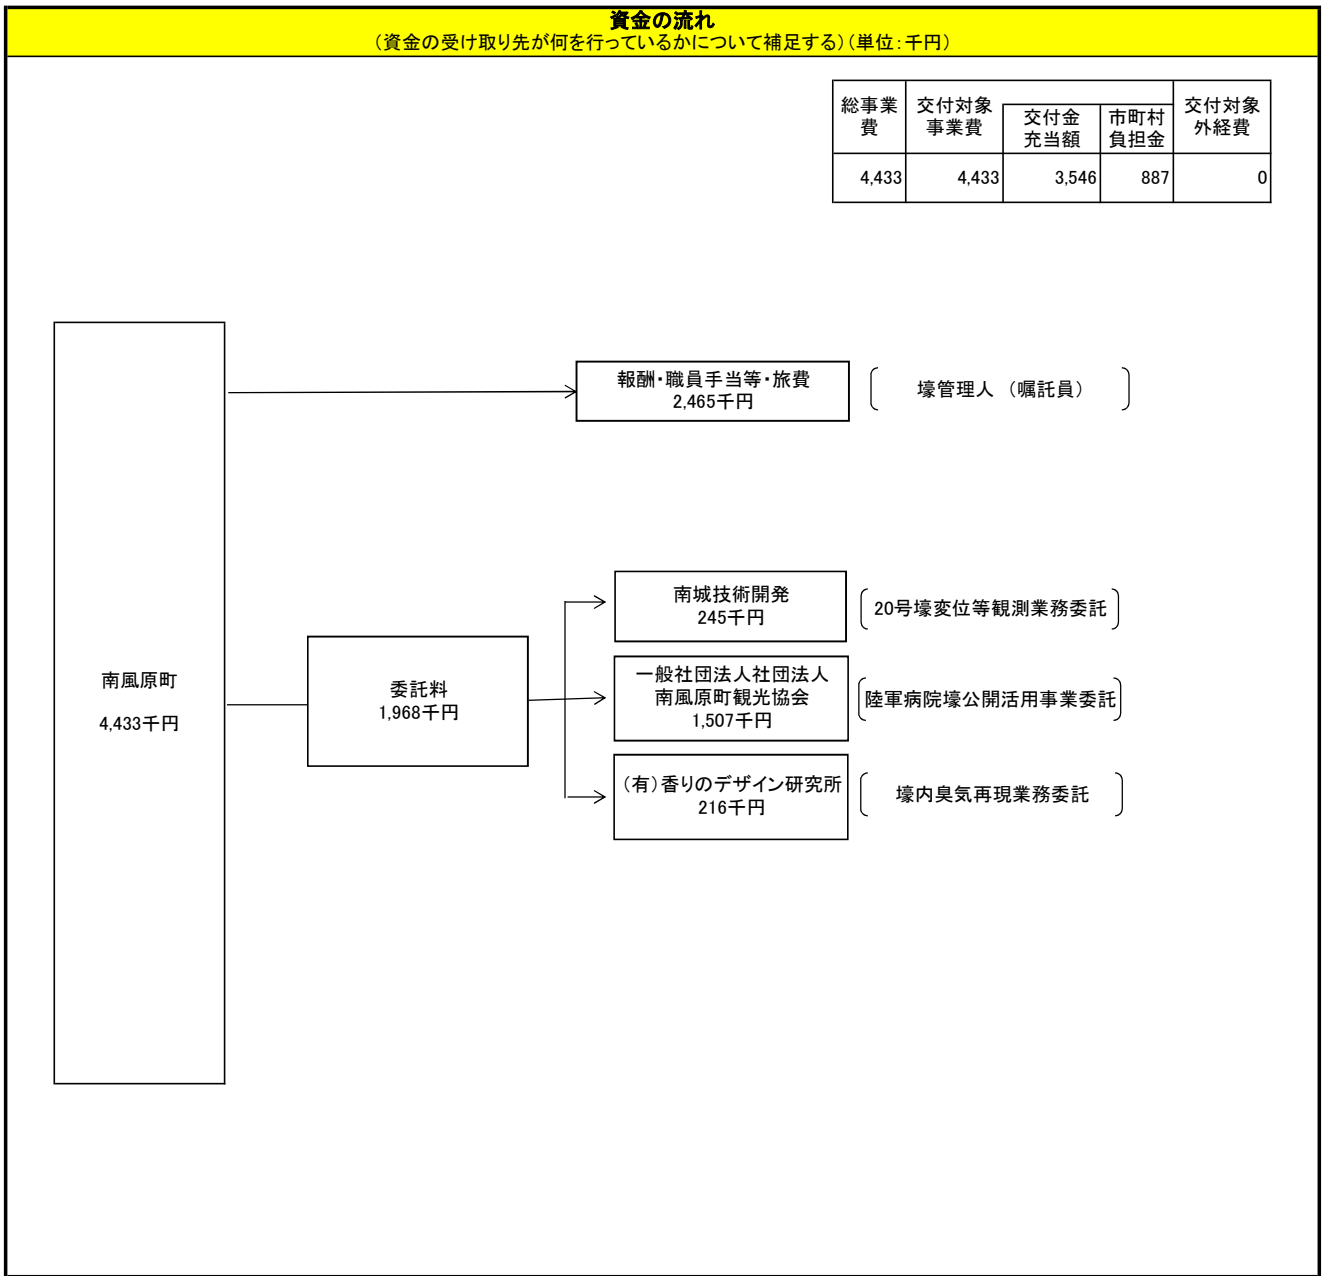 資金の流れ
（資金の受け取り先が何を行っているかについて補足する）（単位：千円）
総事業
費
交付対象
事業費
交付金
充当額
市町村
負担金
交付対象
外経費
4,433
4,433
3,546
887
0
報酬・職員手当等・旅費
2,465千円
壕管理人 （嘱託員）
南風原町
4,433千円
委託料
1,968千円
南城技術開発
245千円
20号壕変位等観測業務委託
一般社団法人社団法人
南風原町観光協会
1,507千円
陸軍病院壕公開活用事業委託
（有）香りのデザイン研究所
216千円
壕内臭気再現業務委託